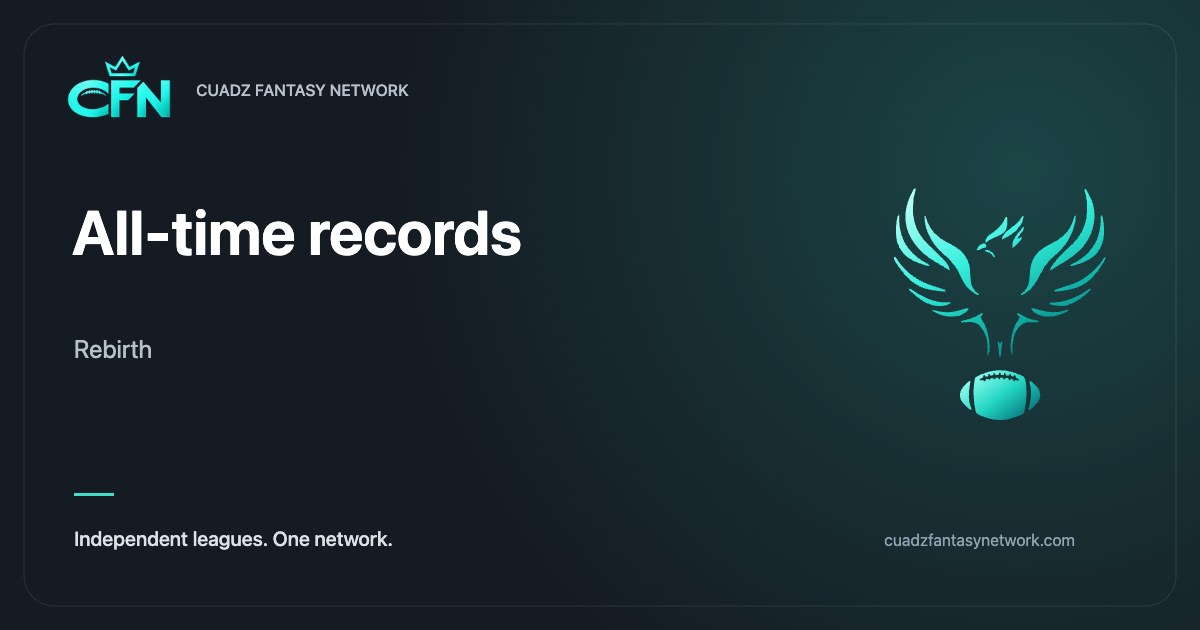 CFN
CUADZ FANTASY NETWORK
All-time records
Rebirth
Independent leagues. One network.
cuadzfantasynetwork.com